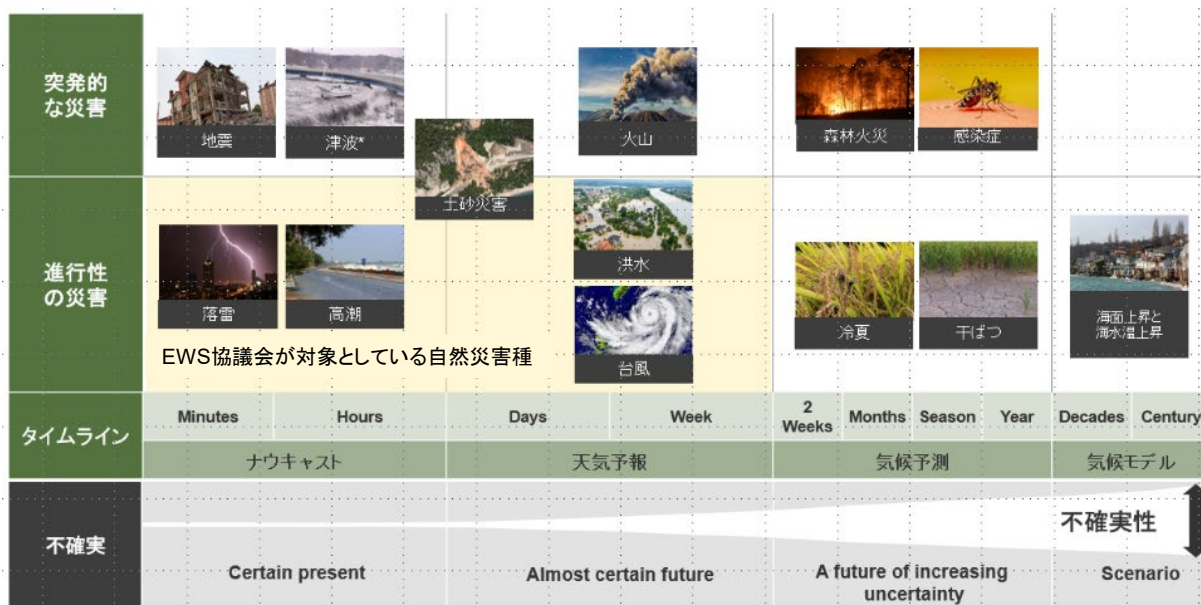 突発的
な災害
地震
津波*
土砂災害
火山
森林火災
感染症
進行性
の災害
落雷
高潮
洪水
台風
冷夏
干ばつ
海面上昇と
海水温上昇
EWS協議会が対象としている自然災害種
タイムライン
Minutes
Hours
Days
Week
2
Weeks
Months
Season
Year
Decades
Century
ナウキャスト
天気予報
気候予測
気候モデル
不確実
不確実性
Certain present
Almost certain future
A future of increasing
uncertainty
Scenario